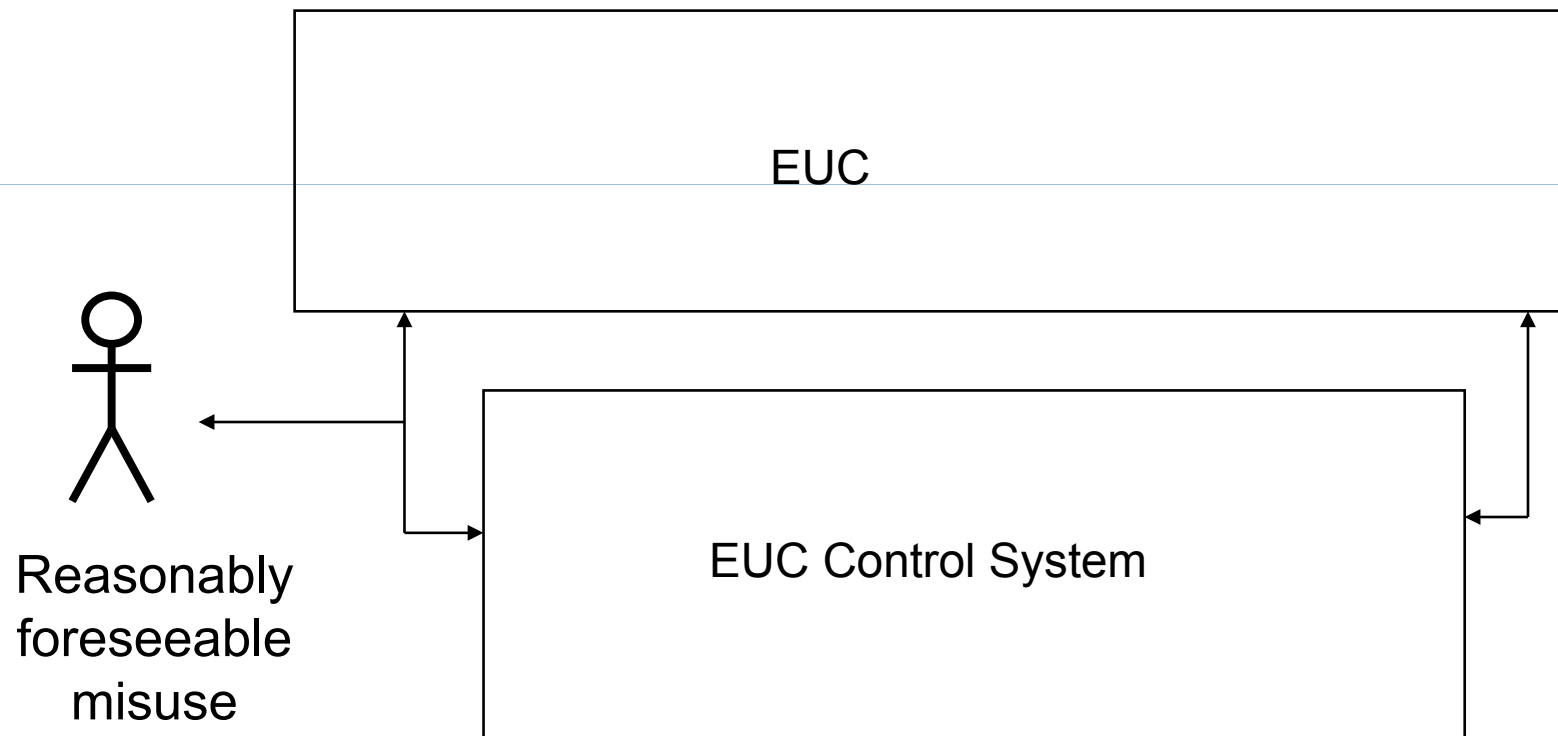 EUC
EUC Control System
Reasonably
foreseeable
misuse